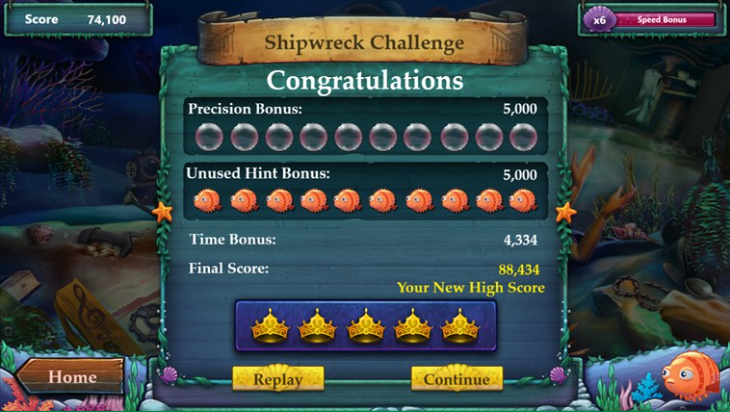 Score 74,100
x6 Speed Bonus
Shipwreck Challenge
Congratulations
Precision Bonus: 5,000
Unused Hint Bonus: 5,000
Time Bonus: 4,334
Final Score: 88,434
Your New High Score
Home
Replay
Continue